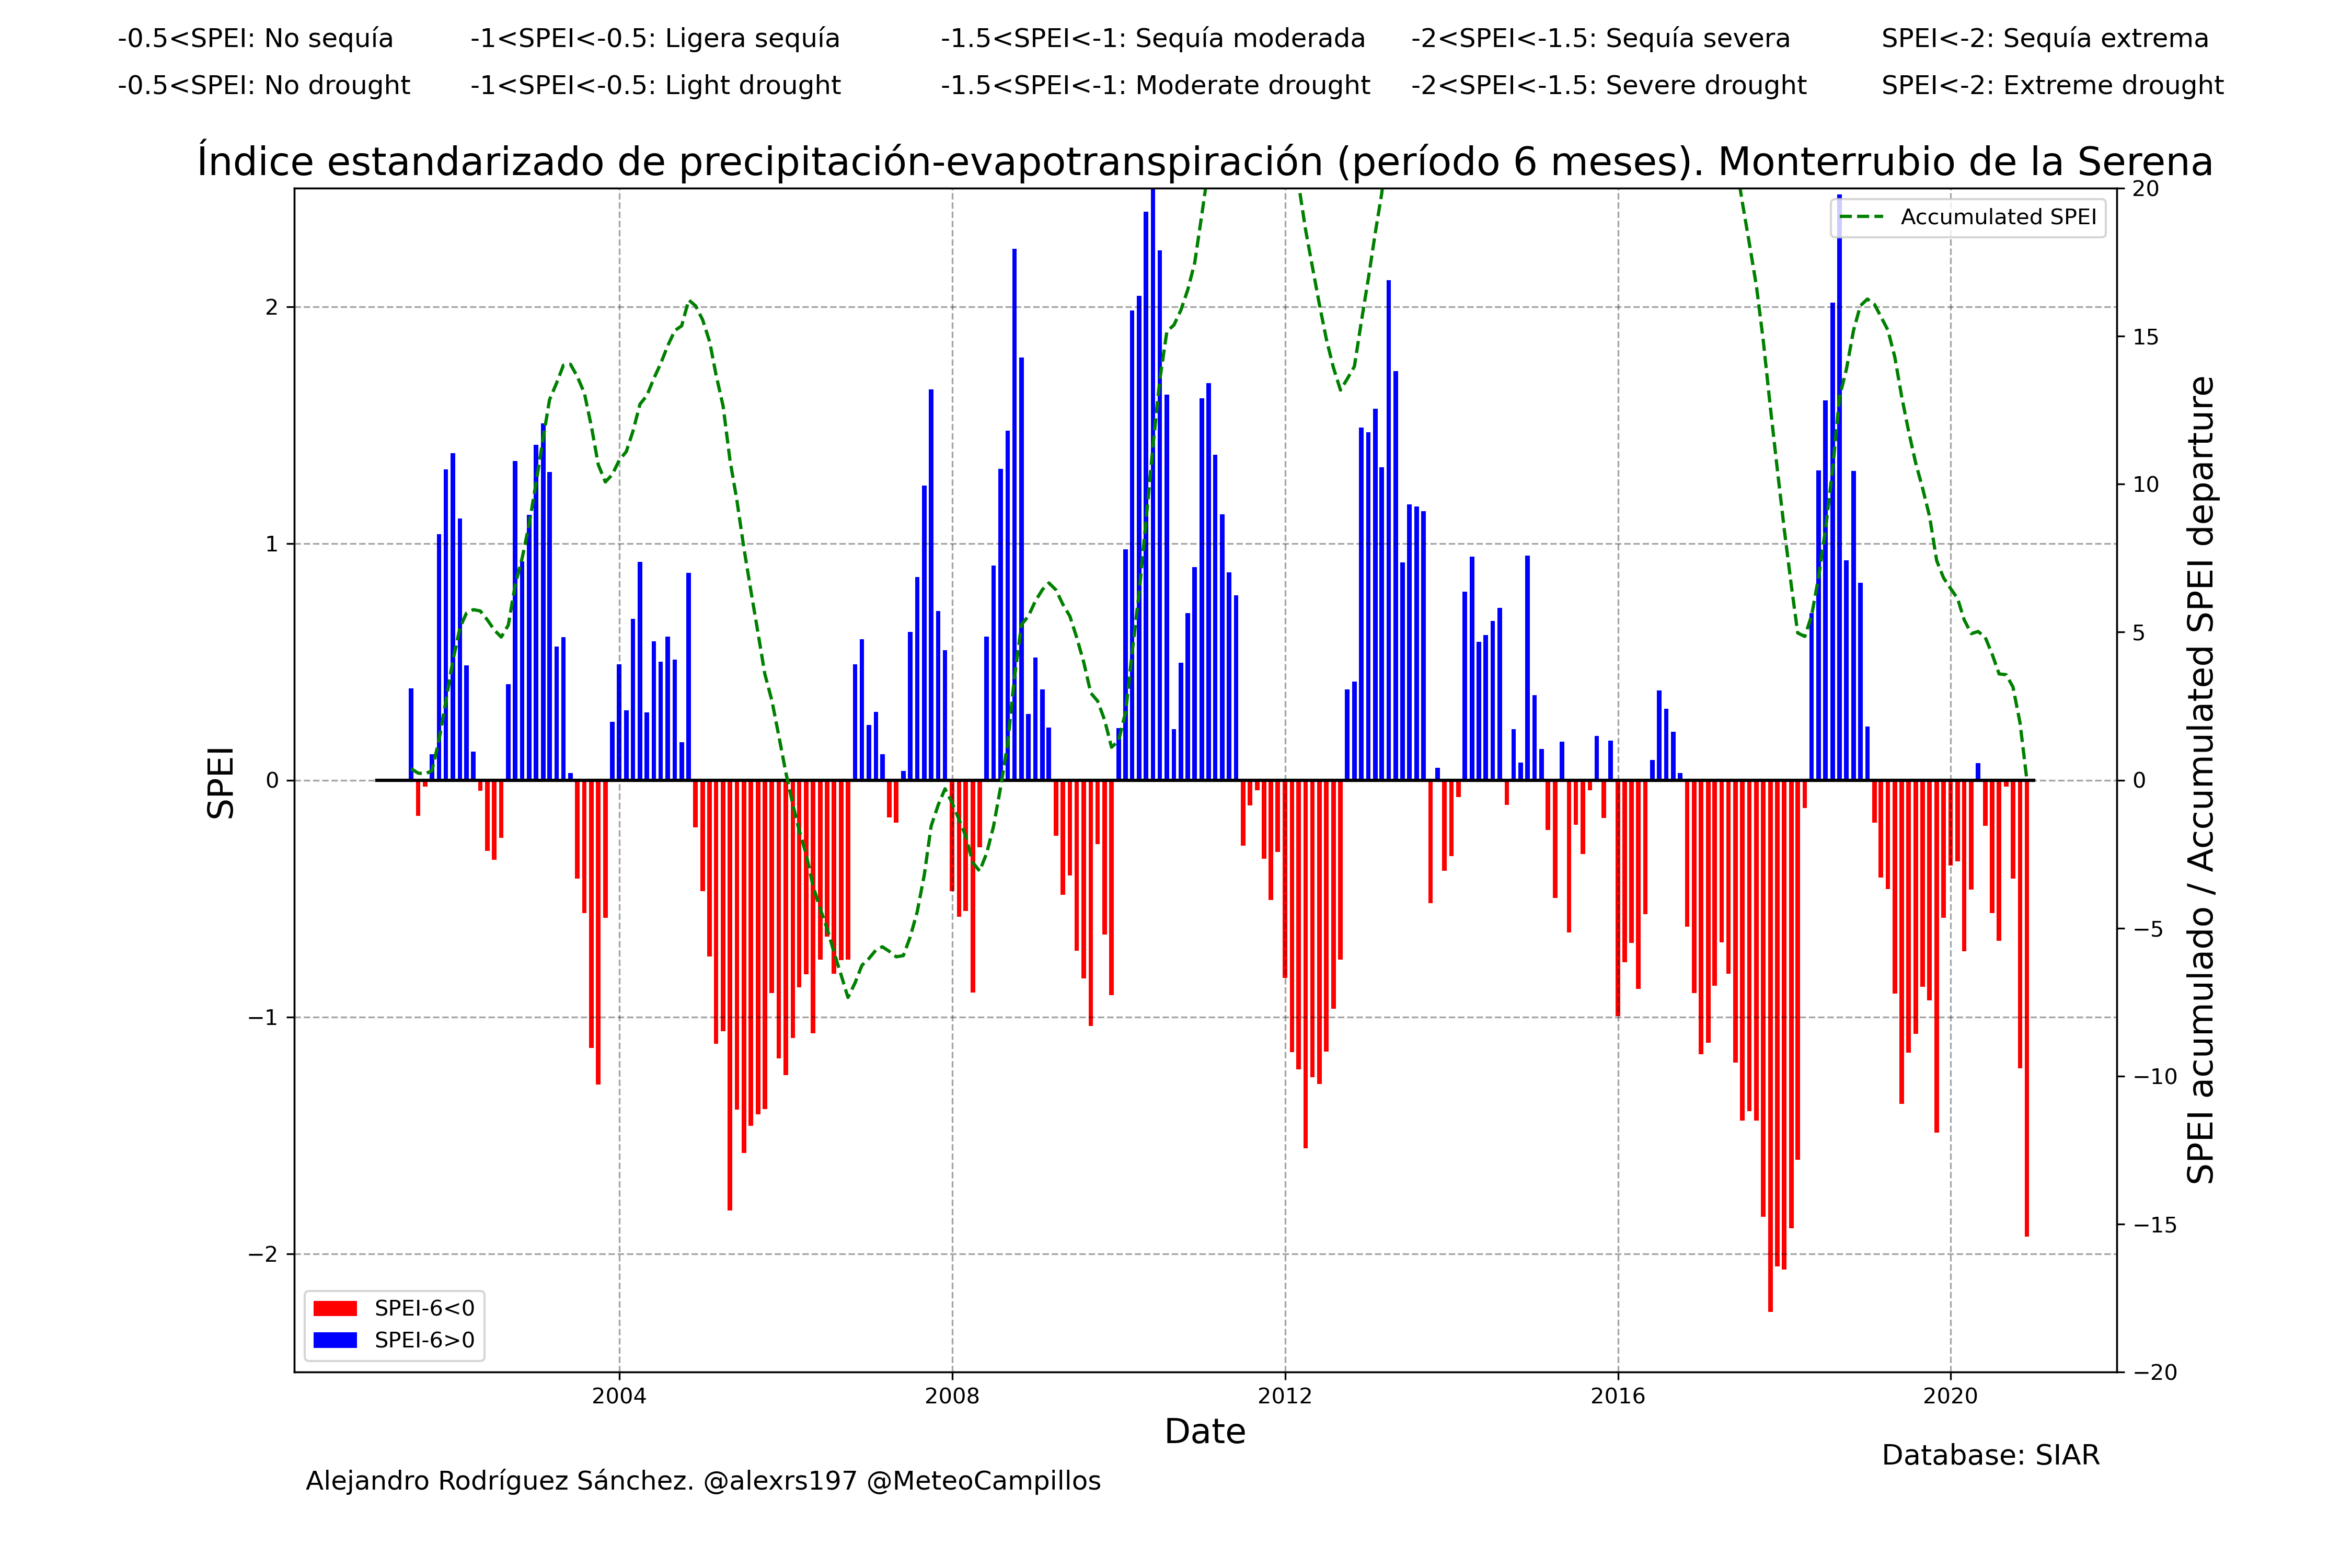 -0.5<SPEI: No sequía -1<SPEI<-0.5: Ligera sequía -1.5<SPEI<-1: Sequía moderada -2<SPEI<-1.5: Sequía severa SPEI<-2: Sequía extrema
-0.5<SPEI: No drought -1<SPEI<-0.5: Light drought -1.5<SPEI<-1: Moderate drought -2<SPEI<-1.5: Severe drought SPEI<-2: Extreme drought
Índice estandarizado de precipitación-evapotranspiración (período 6 meses). Monterrubio de la Serena
Accumulated SPEI
SPEI
2
1
0
−1
−2
20
15
10
5
0
−5
−10
−15
−20
SPEI acumulado / Accumulated SPEI departure
SPEI-6<0
SPEI-6>0
2004 2008 2012 2016 2020
Date
Database: SIAR
Alejandro Rodríguez Sánchez. @alexrs197 @MeteoCampillos